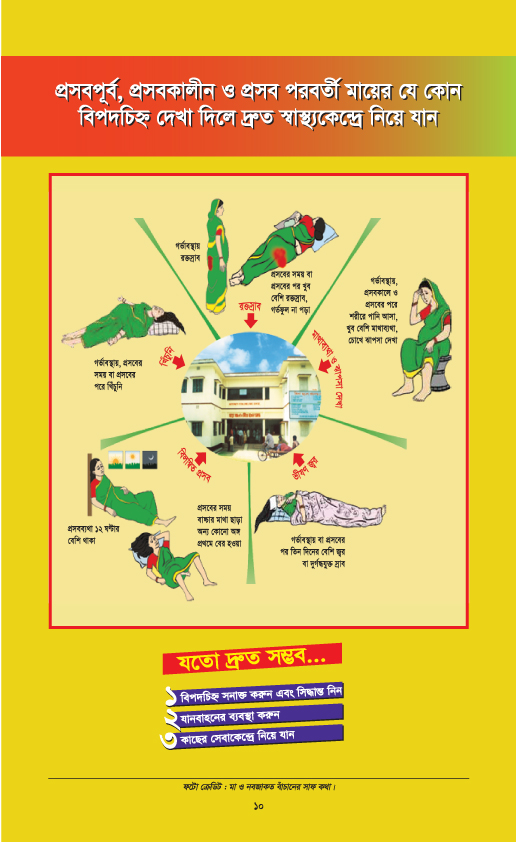 প্রসবপূর্ব, প্রসবকালীন ও প্রসব পরবর্তী মায়ের যে কোন
বিপদচিহ্ন দেখা দিলে দ্রুত স্বাস্থ্যকেন্দ্রে নিয়ে যান
গর্ভাবস্থায়
রক্তস্রাব
প্রসবের সময় বা
প্রসবের পর খুব
বেশি রক্তস্রাব,
গর্ভফুল না পড়া
রক্তস্রাব
গর্ভাবস্থায়,
প্রসবকালে ও
প্রসবের পরে
শরীরে পানি আসা,
খুব বেশি মাথাব্যথা,
চোখে ঝাপসা দেখা
মাথাব্যথা ও ঝাপসা দেখা
গর্ভাবস্থায়, প্রসবের
সময় বা প্রসবের
পরে খিঁচুনি
খিঁচুনি
বিলম্বিত প্রসব
ভীষণ জ্বর
প্রসবব্যথা ১২ ঘন্টার
বেশি থাকা
প্রসবের সময়
বাচ্চার মাথা ছাড়া
অন্য কোনো অঙ্গ
প্রথমে বের হওয়া
গর্ভাবস্থায় বা প্রসবের
পর তিন দিনের বেশি জ্বর
বা দুর্গন্ধযুক্ত স্রাব
যতো দ্রুত সম্ভব...
১ বিপদচিহ্ন সনাক্ত করুন এবং সিদ্ধান্ত নিন
২ যানবাহনের ব্যবস্থা করুন
৩ কাছের সেবাকেন্দ্রে নিয়ে যান
ফটো ক্রেডিট : মা ও নবজাতক বাঁচানের সাফ কথা।
১০